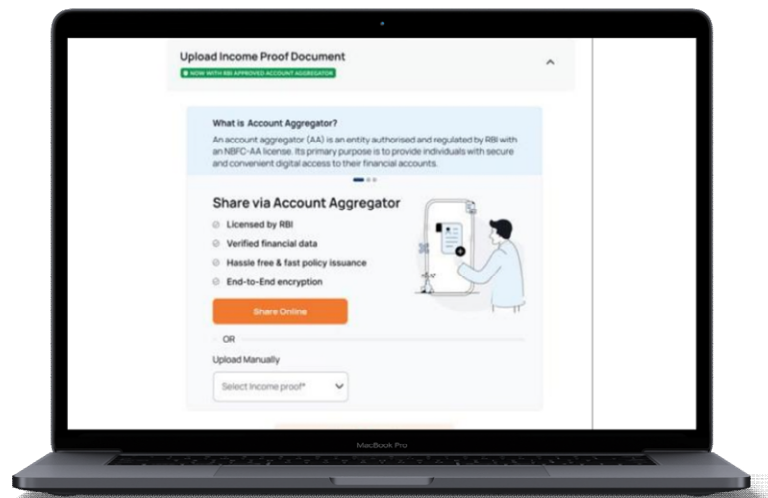 Upload Income Proof Document
NOW WITH RBI APPROVED ACCOUNT AGGREGATOR
What is Account Aggregator?
An account aggregator (AA) is an entity authorised and regulated by RBI with
an NBFC-AA license. Its primary purpose is to provide individuals with secure
and convenient digital access to their financial accounts.
Share via Account Aggregator
Licensed by RBI
Verified financial data
Hassle free & fast policy issuance
End-to-End encryption
Share Online
OR
Upload Manually
Select Income proof*
MacBook Pro